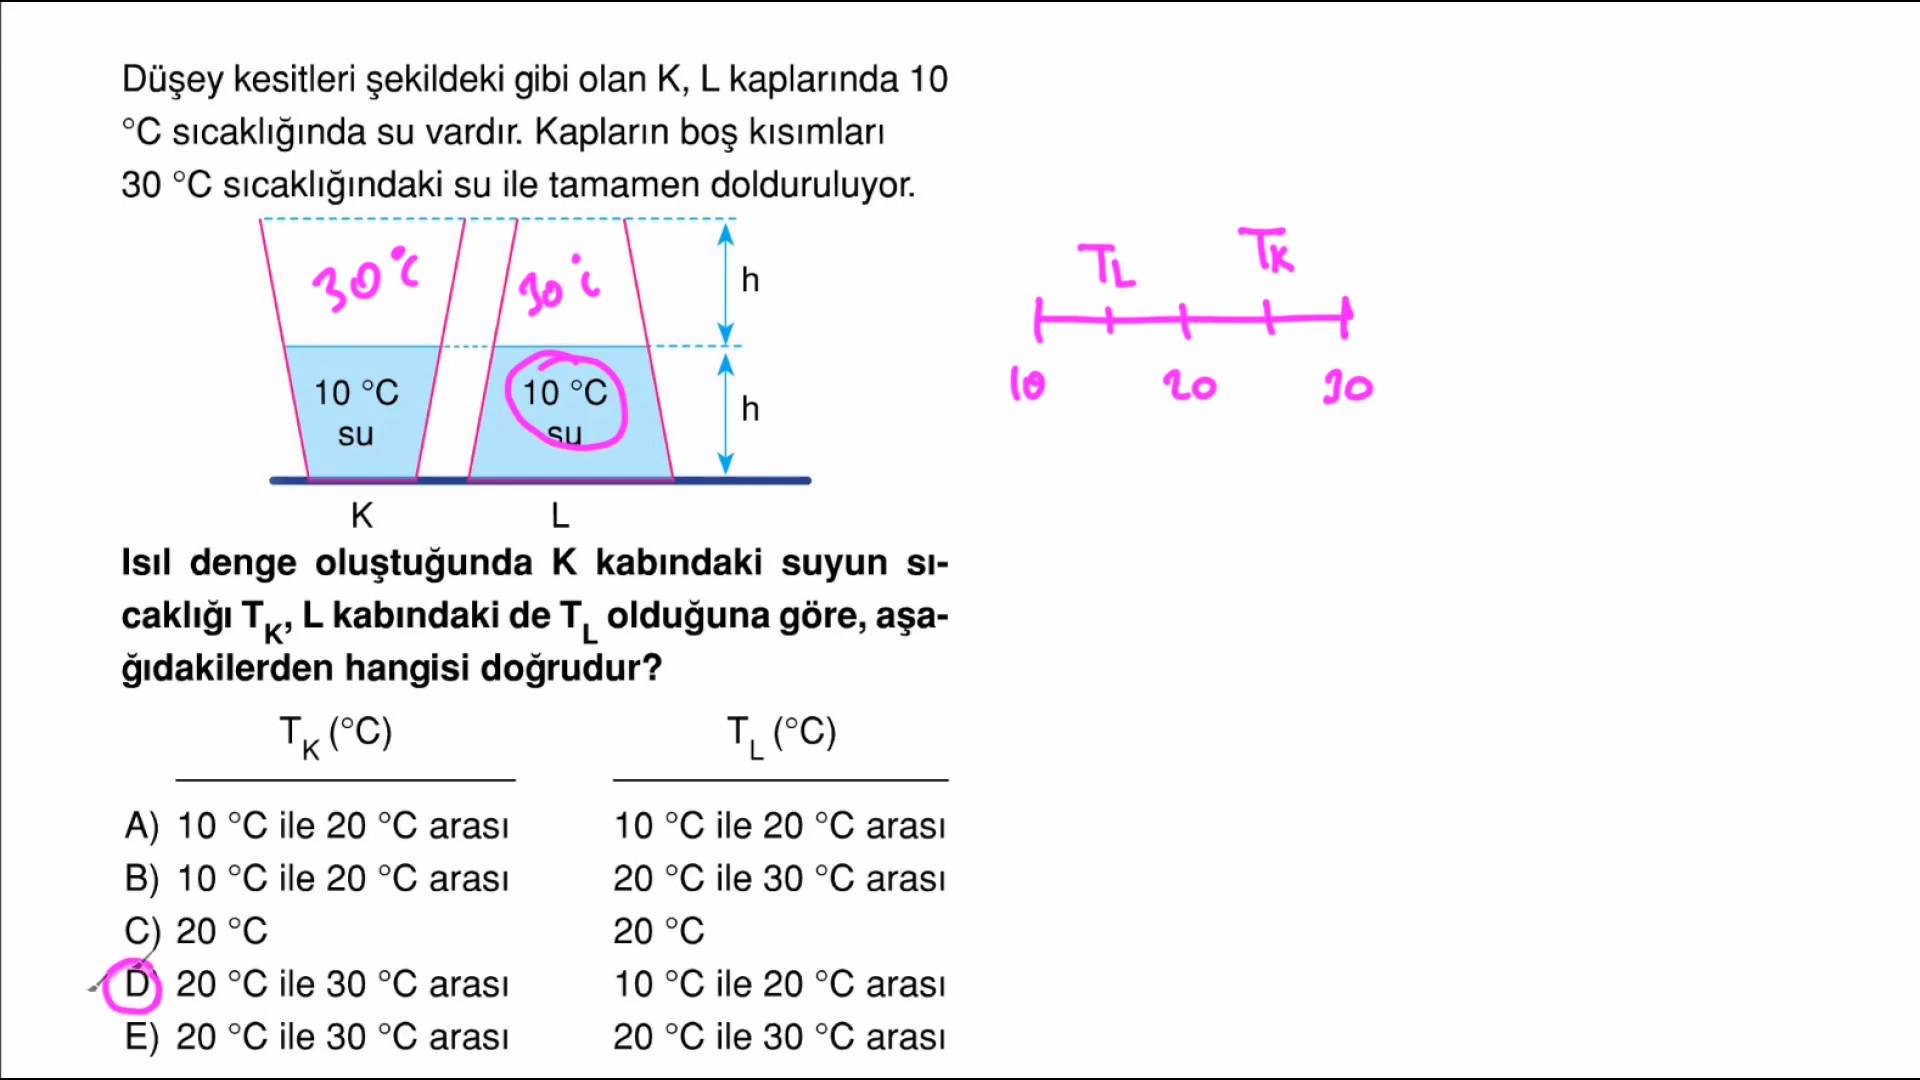 Düşey kesitleri şekildeki gibi olan K, L kaplarında 10
°C sıcaklığında su vardır. Kapların boş kısımları
30 °C sıcaklığındaki su ile tamamen dolduruluyor.
30°C 30°C h
10 °C 10 °C h
su su
K L
TL TK
10 20 30
Isıl denge oluştuğunda K kabındaki suyun sı-
caklığı TK, L kabındaki de TL olduğuna göre, aşa-
ğıdakilerden hangisi doğrudur?
TK (°C) TL (°C)
A) 10 °C ile 20 °C arası 10 °C ile 20 °C arası
B) 10 °C ile 20 °C arası 20 °C ile 30 °C arası
C) 20 °C 20 °C
D) 20 °C ile 30 °C arası 10 °C ile 20 °C arası
E) 20 °C ile 30 °C arası 20 °C ile 30 °C arası